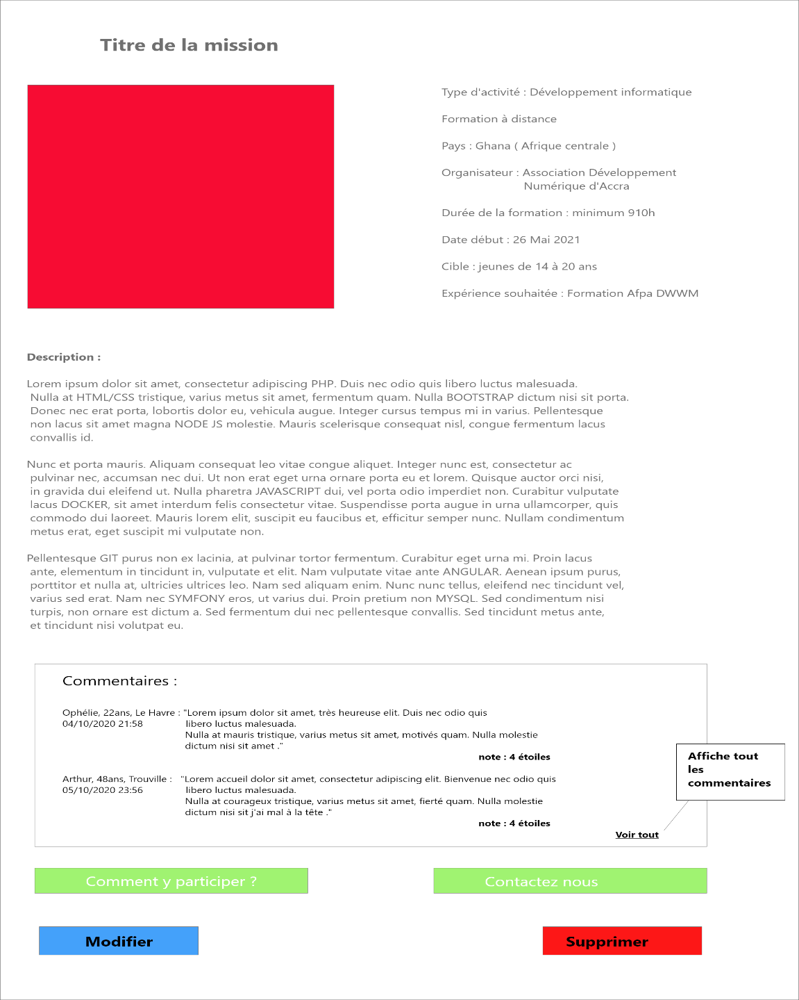 Titre de la mission
Type d'activité : Développement informatique
Formation à distance
Pays : Ghana ( Afrique centrale )
Organisateur : Association Développement
Numérique d'Accra
Durée de la formation : minimum 910h
Date début : 26 Mai 2021
Cible : jeunes de 14 à 20 ans
Expérience souhaitée : Formation Afpa DWWM
Description :
Lorem ipsum dolor sit amet, consectetur adipiscing PHP. Duis nec odio quis libero luctus malesuada.
Nulla at HTML/CSS tristique, varius metus sit amet, fermentum quam. Nulla BOOTSTRAP dictum nisi sit porta.
Donec nec erat porta, lobortis dolor eu, vehicula augue. Integer cursus tempus mi in varius. Pellentesque
non lacus sit amet magna NODE JS molestie. Mauris scelerisque consequat nisl, congue fermentum lacus
convallis id.
Nunc et porta mauris. Aliquam consequat leo vitae congue aliquet. Integer nunc est, consectetur ac
pulvinar nec, accumsan nec dui. Ut non erat eget urna ornare porta eu et lorem. Quisque auctor orci nisi,
in gravida dui eleifend ut. Nulla pharetra JAVASCRIPT dui, vel porta odio imperdiet non. Curabitur vulputate
lacus DOCKER, sit amet interdum felis consectetur vitae. Suspendisse porta augue in urna ullamcorper, quis
commodo dui laoreet. Mauris lorem elit, suscipit eu faucibus et, efficitur semper nunc. Nullam condimentum
metus erat, eget suscipit mi vulputate non.
Pellentesque GIT purus non ex lacinia, at pulvinar tortor fermentum. Curabitur eget urna mi. Proin lacus
ante, elementum in tincidunt in, vulputate et elit. Nam vulputate vitae ante ANGULAR. Aenean ipsum purus,
porttitor et nulla at, ultricies ultrices leo. Nam sed aliquam enim. Nunc nunc tellus, eleifend nec tincidunt vel,
varius sed erat. Nam nec SYMFONY eros, ut varius dui. Proin pretium non MYSQL. Sed condimentum nisi
turpis, non ornare est dictum a. Sed fermentum dui nec pellentesque convallis. Sed tincidunt metus ante,
et tincidunt nisi volutpat eu.
Commentaires :
Ophélie, 22ans, Le Havre : "Lorem ipsum dolor sit amet, très heureuse elit. Duis nec odio quis
04/10/2020 21:58 libero luctus malesuada.
Nulla at mauris tristique, varius metus sit amet, motivés quam. Nulla molestie
dictum nisi sit amet ."
note : 4 étoiles
Arthur, 48ans, Trouville : "Lorem accueil dolor sit amet, consectetur adipiscing elit. Bienvenue nec odio quis
05/10/2020 23:56 libero luctus malesuada.
Nulla at courageux tristique, varius metus sit amet, fierté quam. Nulla molestie
dictum nisi sit j'ai mal à la tête ."
note : 4 étoiles
Voir tout
Affiche tout
les
commentaires
Comment y participer ?
Contactez nous
Modifier
Supprimer